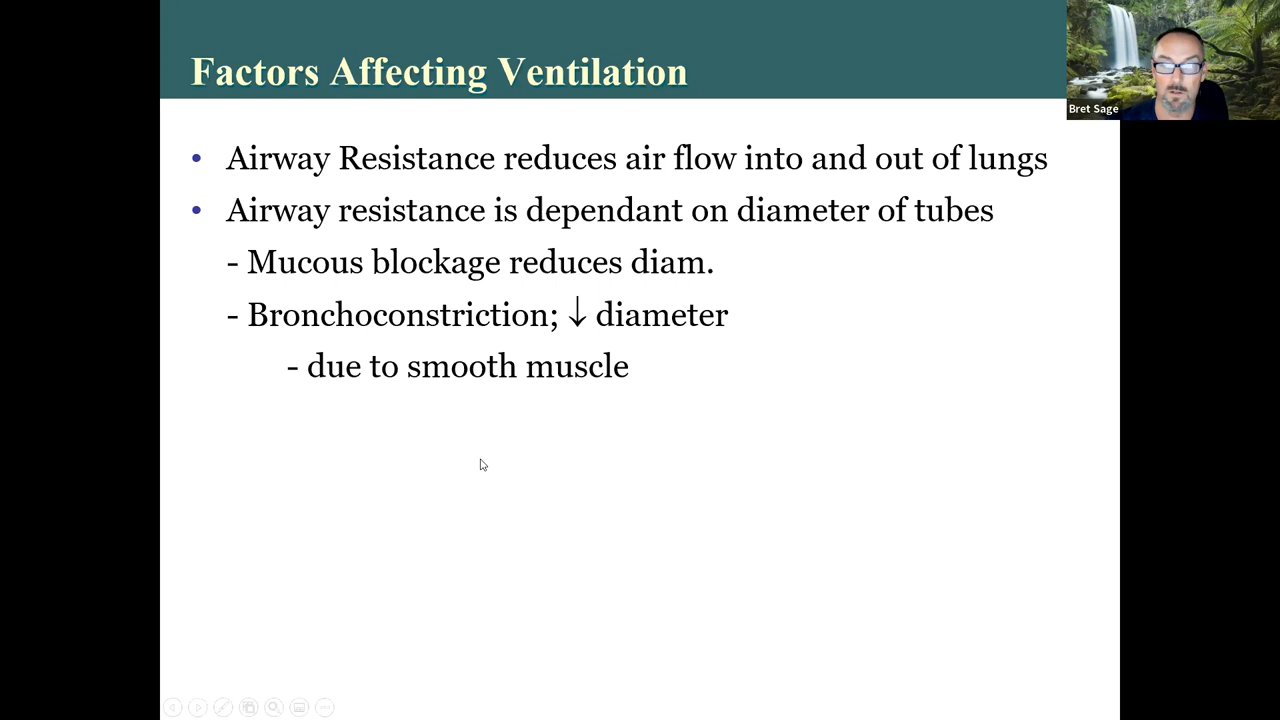 Factors Affecting Ventilation
Bret Sage
• Airway Resistance reduces air flow into and out of lungs
• Airway resistance is dependant on diameter of tubes
- Mucous blockage reduces diam.
- Bronchoconstriction; ↓ diameter
- due to smooth muscle